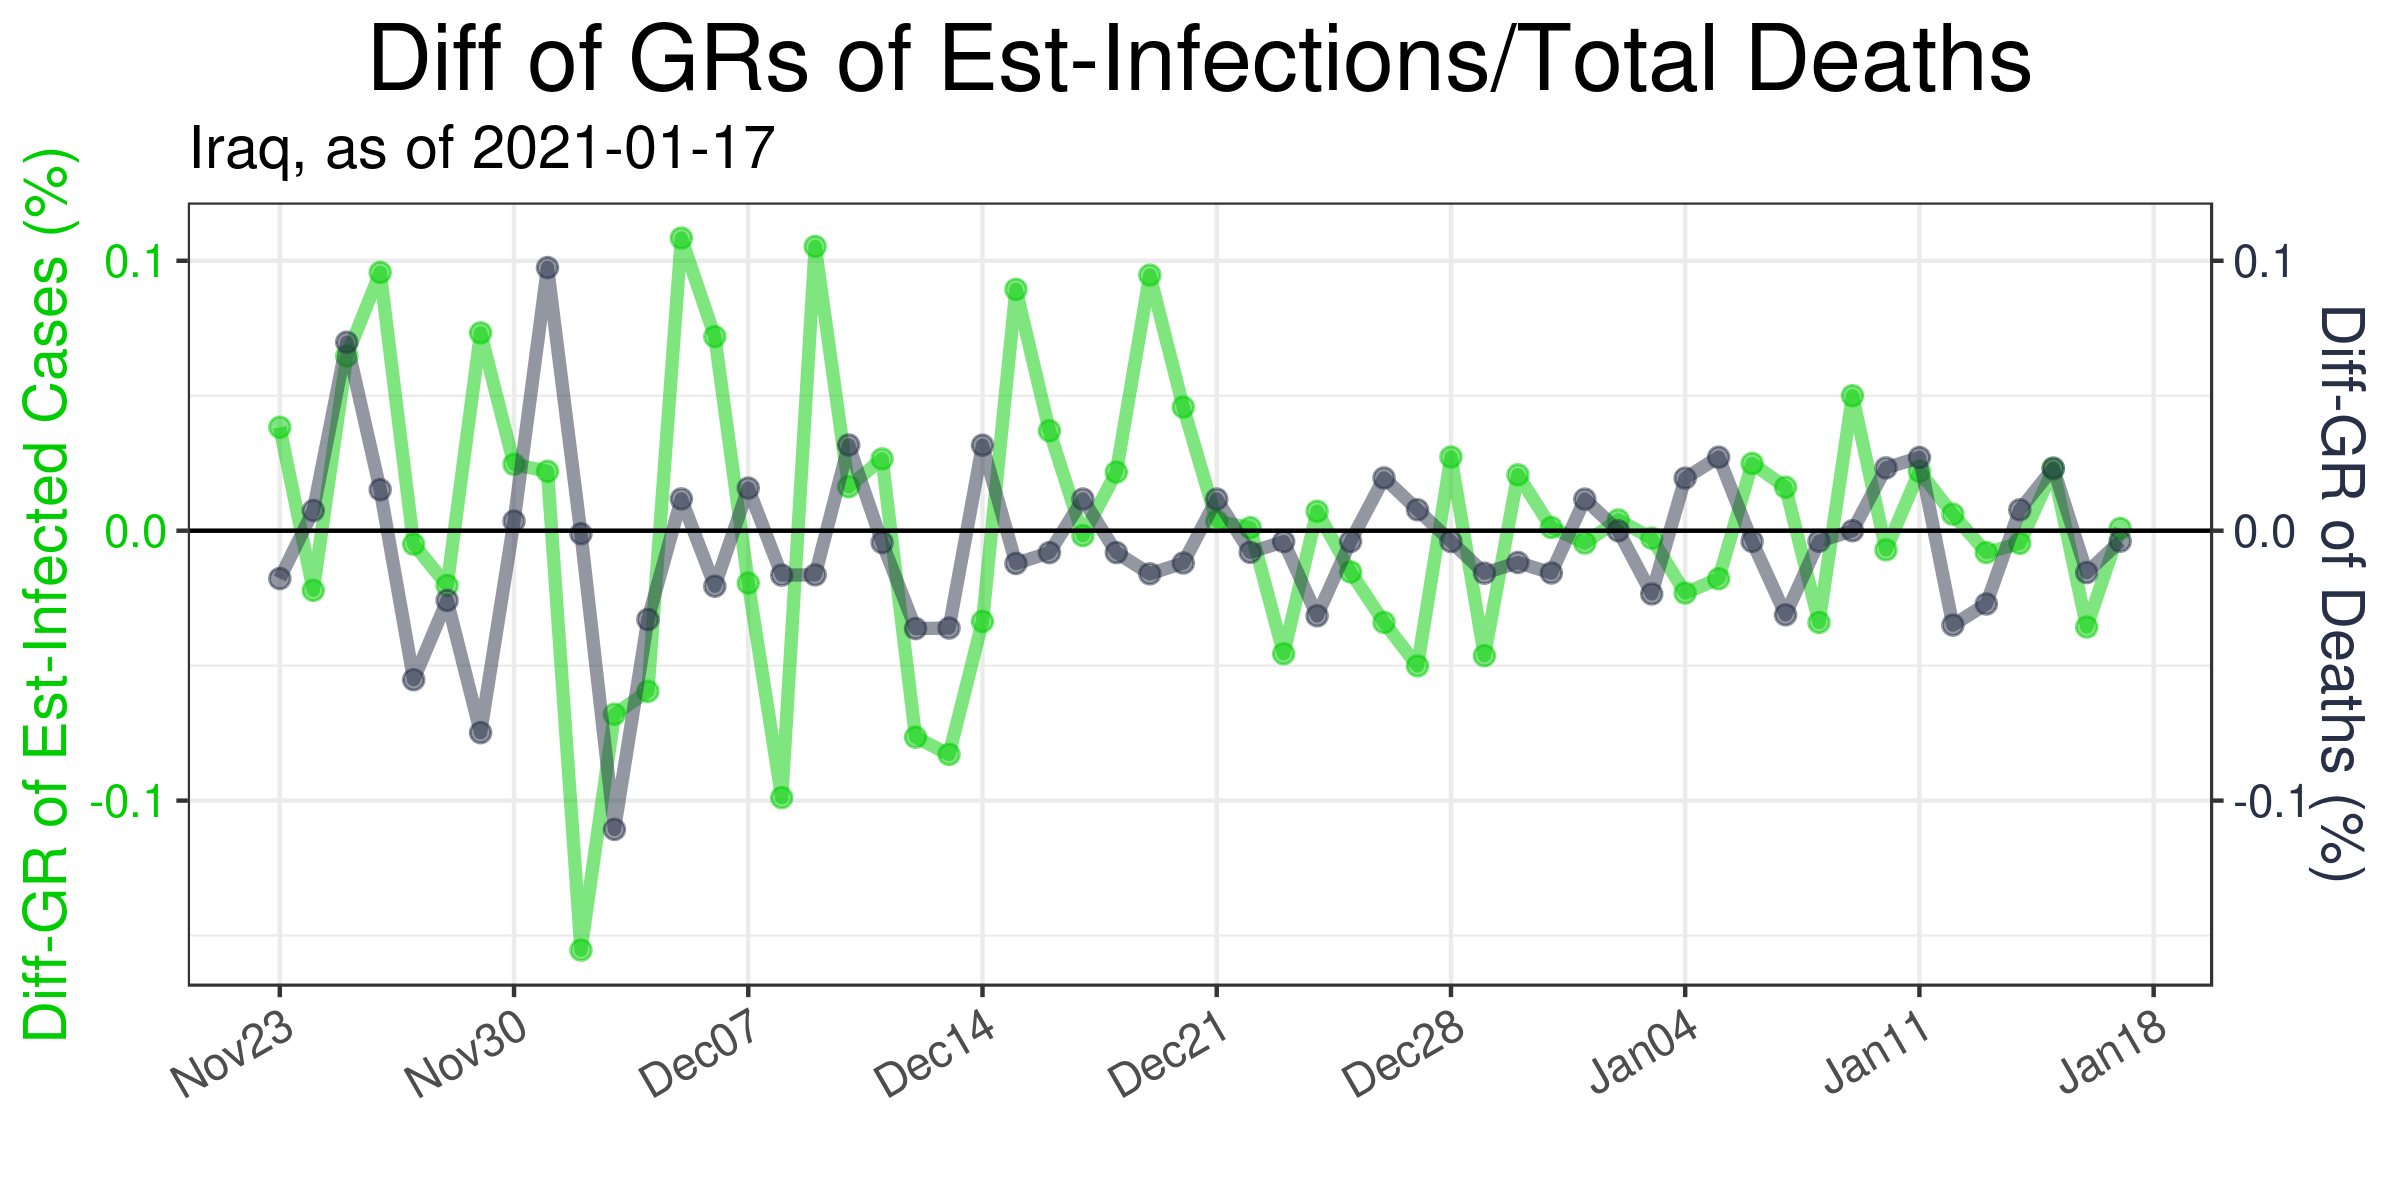 Diff of GRs of Est-Infections/Total Deaths
Iraq, as of 2021-01-17
Diff-GR of Est-Infected Cases (%)
0.1
0.0
-0.1
0.1
0.0
-0.1
Diff-GR of Deaths (%)
Nov23
Nov30
Dec07
Dec14
Dec21
Dec28
Jan04
Jan11
Jan18